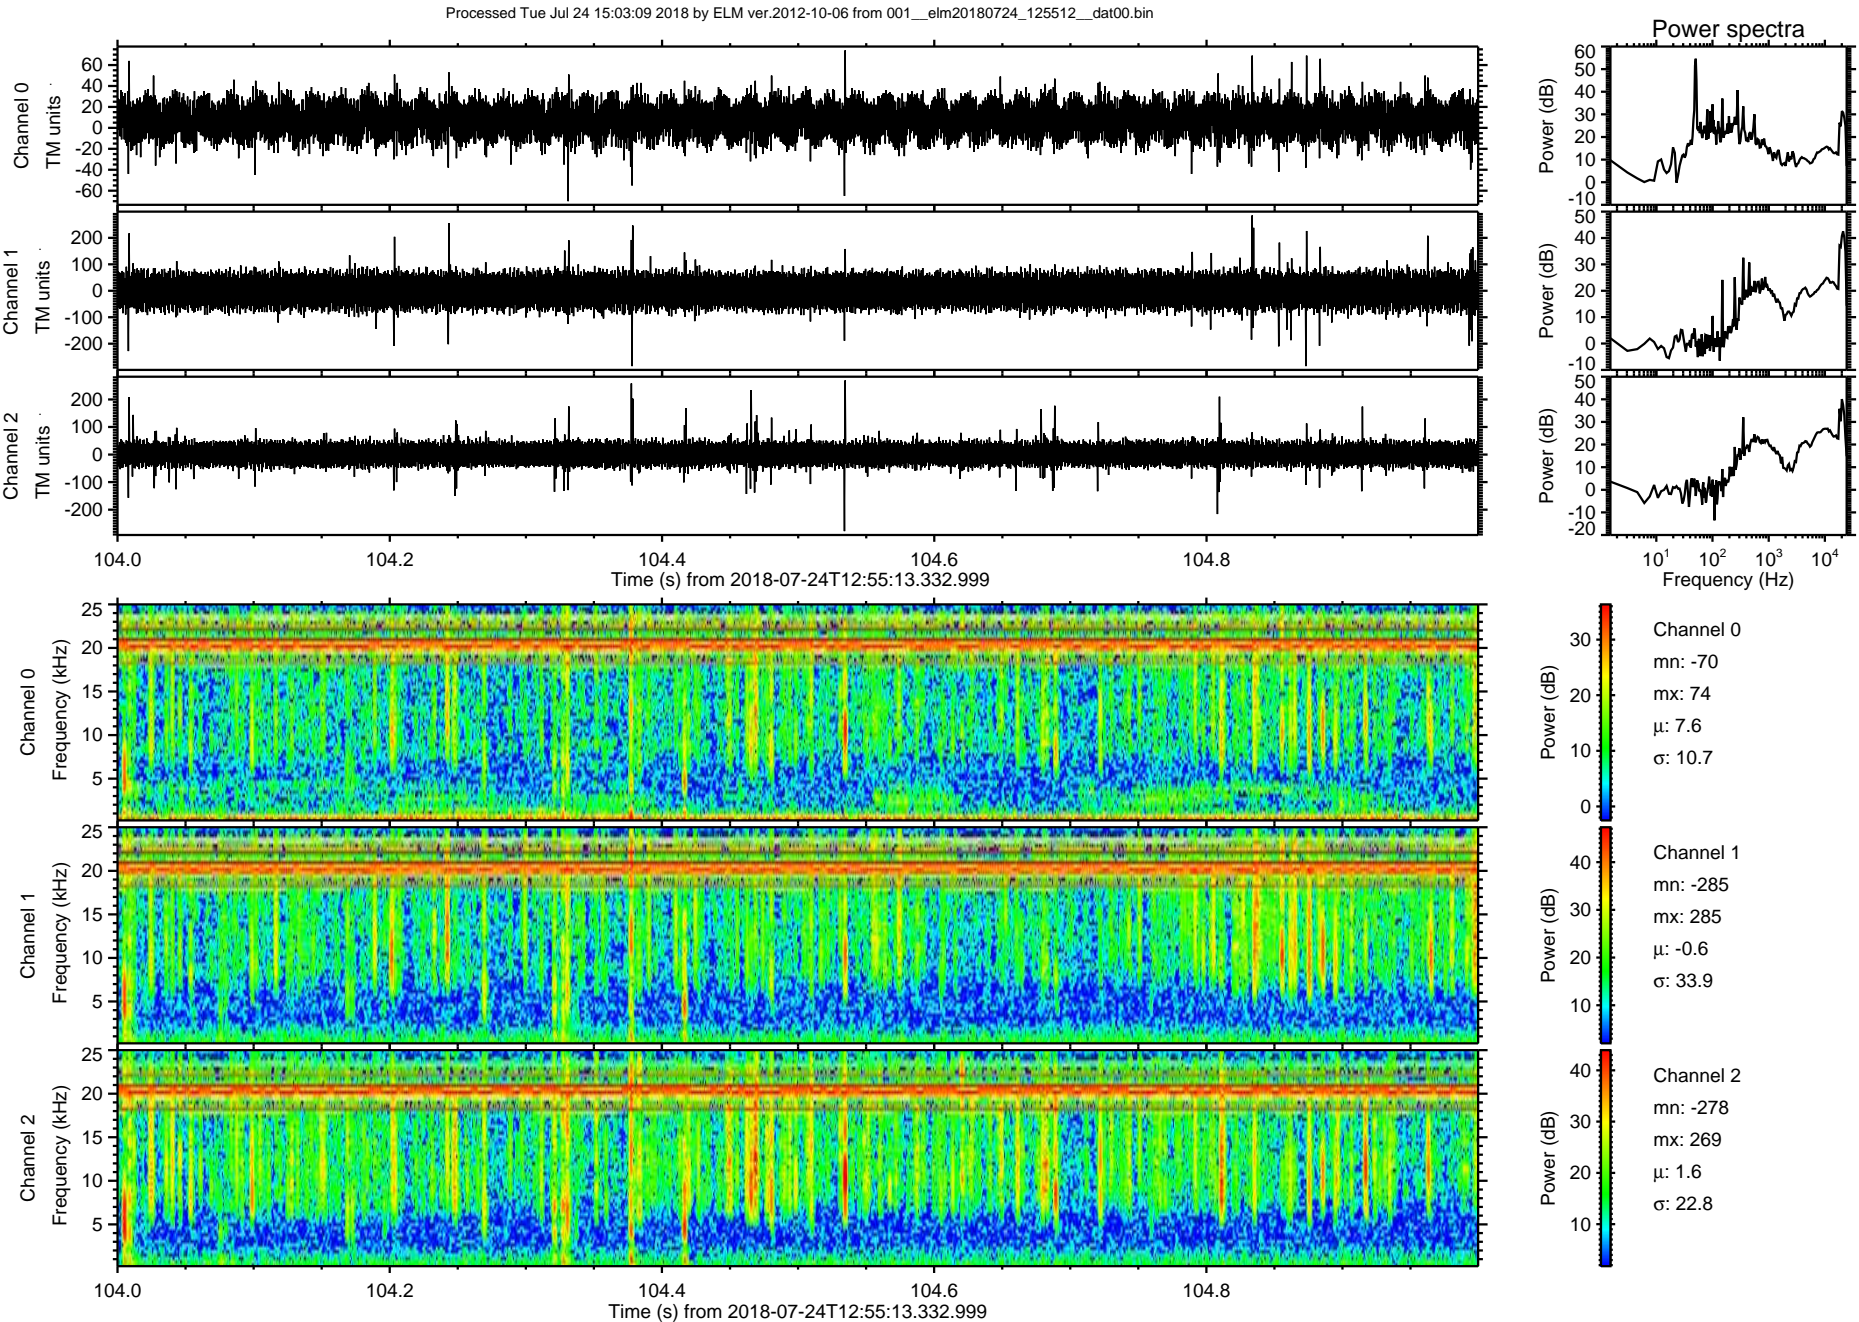 Processed Tue Jul 24 15:03:09 2018 by ELM ver.2012-10-06 from 001__elm20180724_125512__dat00.bin
Power spectra
Channel 0
TM units
60
40
20
0
-20
-40
-60
Power (dB)
60
50
40
30
20
10
0
-10
Channel 1
TM units
200
100
0
-100
-200
Power (dB)
50
40
30
20
10
0
-10
Channel 2
TM units
200
100
0
-100
-200
Power (dB)
50
40
30
20
10
0
-10
-20
104.0 104.2 104.4 104.6 104.8
Time (s) from 2018-07-24T12:55:13.332.999
10^1 10^2 10^3 10^4
Frequency (Hz)
Channel 0
Frequency (kHz)
25
20
15
10
5
Power (dB)
30
20
10
0
Channel 0
mn: -70
mx: 74
μ: 7.6
σ: 10.7
Channel 1
Frequency (kHz)
25
20
15
10
5
Power (dB)
40
30
20
10
Channel 1
mn: -285
mx: 285
μ: -0.6
σ: 33.9
Channel 2
Frequency (kHz)
25
20
15
10
5
Power (dB)
40
30
20
10
Channel 2
mn: -278
mx: 269
μ: 1.6
σ: 22.8
104.0 104.2 104.4 104.6 104.8
Time (s) from 2018-07-24T12:55:13.332.999